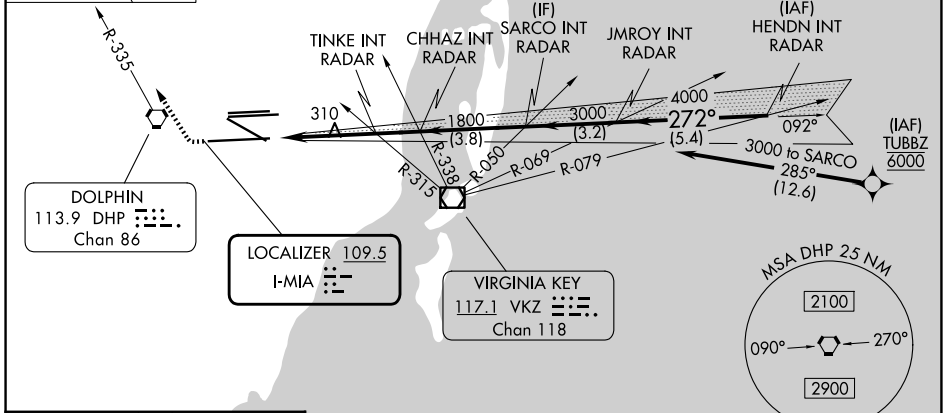 R-335
TINKE INT
RADAR
CHHAZ INT
RADAR
(IF)
SARCO INT
RADAR
JMROY INT
RADAR
(IAF)
HENDN INT
RADAR
310
1800
(3.8)
3000
(3.2)
4000
272°
(5.4)
092°
(IAF)
TUBBZ
6000
3000 to SARCO
285°
(12.6)
R-315
R-338
R-050
R-069
R-079
DOLPHIN
113.9 DHP
Chan 86
LOCALIZER 109.5
I-MIA
VIRGINIA KEY
117.1 VKZ
Chan 118
MSA DHP 25 NM
2100
090°
270°
2900